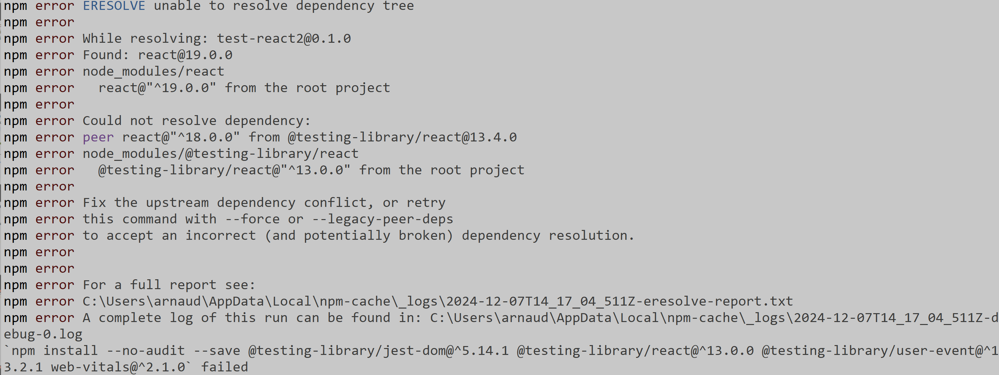 npm error ERESOLVE unable to resolve dependency tree
npm error
npm error While resolving: test-react2@0.1.0
npm error Found: react@19.0.0
npm error node_modules/react
npm error   react@"^19.0.0" from the root project
npm error
npm error Could not resolve dependency:
npm error peer react@"^18.0.0" from @testing-library/react@13.4.0
npm error node_modules/@testing-library/react
npm error   @testing-library/react@"^13.0.0" from the root project
npm error
npm error Fix the upstream dependency conflict, or retry
npm error this command with --force or --legacy-peer-deps
npm error to accept an incorrect (and potentially broken) dependency resolution.
npm error
npm error
npm error For a full report see:
npm error C:\Users\arnaud\AppData\Local\npm-cache\_logs\2024-12-07T14_17_04_511Z-eresolve-report.txt
npm error A complete log of this run can be found in: C:\Users\arnaud\AppData\Local\npm-cache\_logs\2024-12-07T14_17_04_511Z-d
ebug-0.log
`npm install --no-audit --save @testing-library/jest-dom@^5.14.1 @testing-library/react@^13.0.0 @testing-library/user-event@^1
3.2.1 web-vitals@^2.1.0` failed